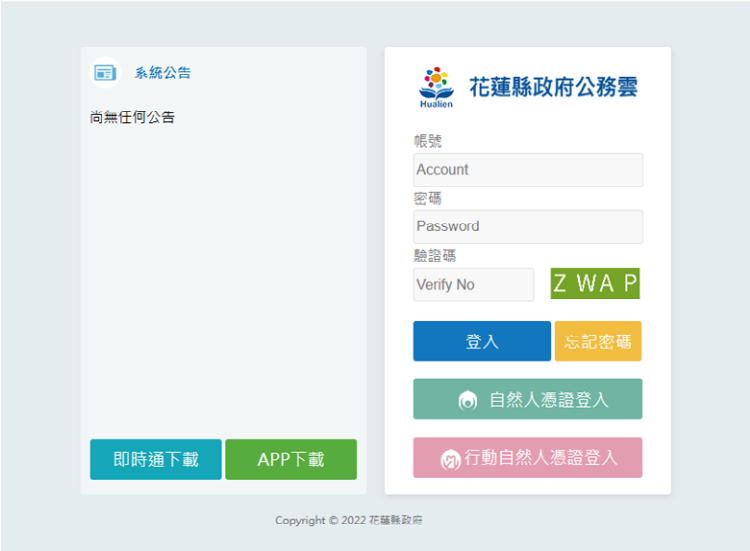 系統公告
尚無任何公告
即時通下載
APP下載
Hualien
花蓮縣政府公務雲
帳號
Account
密碼
Password
驗證碼
Verify No
Z WAP
登入
忘記密碼
自然人憑證登入
行動自然人憑證登入
Copyright © 2022 花蓮縣政府